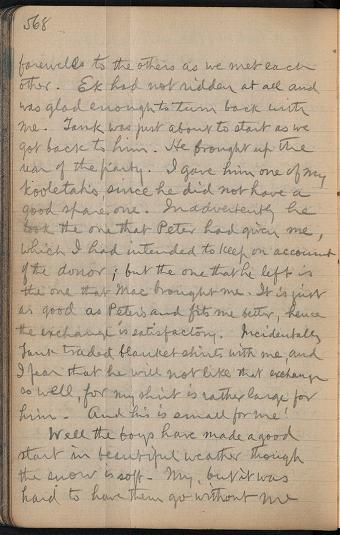 568
farewells to the others as we met each
other. Ek had not ridden at all and
was glad enough to turn back with
me. Tank was just about to start as we
got back to him. He brought up the
rear of the party. I gave him one of my
since he did not have a
good spare one. Inadvertently he
took the one that Peter had given me,
which I had intended to keep on account
of the donor; but the one that he left is
the one that Mac brought me. It is just
as good as Peter's and fits me better, hence
the exchange is satisfactory. Incidentally
Tank traded blanket shirts with me and
I fear that he will not like that exchange
so well, for my shirt is rather large for
him. And his is small for me!
Well the boys have made a good
start in beautiful weather though
the snow is soft. My, but it was
hard to have them go without me